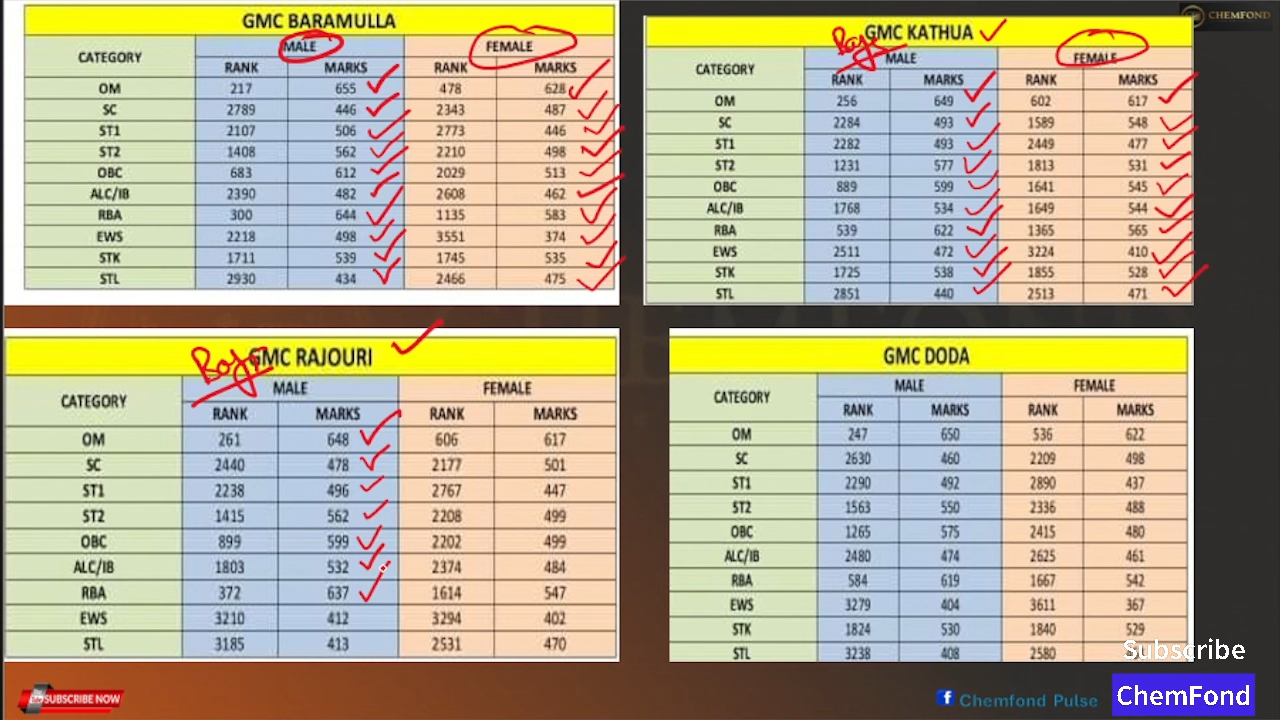 CHEMFOND
GMC BARAMULLA
CATEGORY MALE FEMALE
RANK MARKS RANK MARKS
OM 217 655 478 628
SC 2789 446 2343 487
ST1 2107 506 2773 446
ST2 1408 562 2210 498
OBC 683 612 2029 513
ALC/IB 2390 482 2608 462
RBA 300 644 1135 583
EWS 2218 498 3551 374
STK 1711 539 1745 535
STL 2930 434 2466 475
GMC KATHUA
Boys
CATEGORY MALE FEMALE
RANK MARKS RANK MARKS
OM 256 649 602 617
SC 2284 493 1589 548
ST1 2282 493 2449 477
ST2 1231 577 1813 531
OBC 889 599 1641 545
ALC/IB 1768 534 1649 544
RBA 539 622 1365 565
EWS 2511 472 3224 410
STK 1725 538 1855 528
STL 2851 440 2513 471
GMC RAJOURI
Boys
CATEGORY MALE FEMALE
RANK MARKS RANK MARKS
OM 261 648 606 617
SC 2440 478 2177 501
ST1 2238 496 2767 447
ST2 1415 562 2208 499
OBC 899 599 2202 499
ALC/IB 1803 532 2374 484
RBA 372 637 1614 547
EWS 3210 412 3294 402
STL 3185 413 2531 470
GMC DODA
CATEGORY MALE FEMALE
RANK MARKS RANK MARKS
OM 247 650 536 622
SC 2630 460 2209 498
ST1 2290 492 2890 437
ST2 1563 550 2336 488
OBC 1265 575 2415 480
ALC/IB 2480 474 2625 461
RBA 584 619 1667 542
EWS 3279 404 3611 367
STK 1824 530 1840 529
STL 3238 408 2580
Subscribe
ChemFond
SUBSCRIBE NOW
Chemfond Pulse